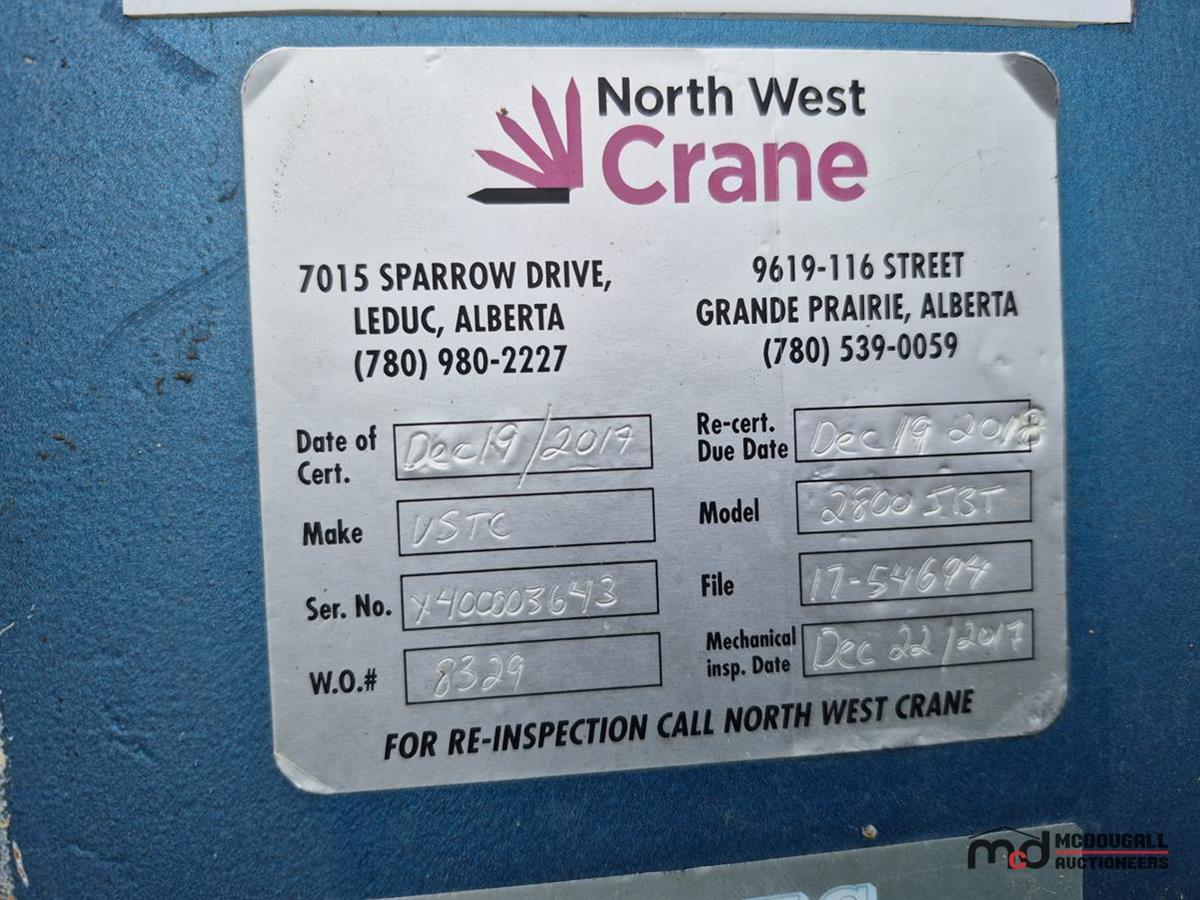 North West
Crane
7015 SPARROW DRIVE,
LEDUC, ALBERTA
(780) 980-2227
9619-116 STREET
GRANDE PRAIRIE, ALBERTA
(780) 539-0059
Date of Cert. Dec 19/2017
Re-cert. Due Date Dec 19 2018
Make VSTC
Model 2800 IBT
Ser. No. Y400003643
File 17-54694
W.O.# 8329
Mechanical insp. Date Dec 22/2017
FOR RE-INSPECTION CALL NORTH WEST CRANE
mcd MCDOUGALL
AUCTIONEERS